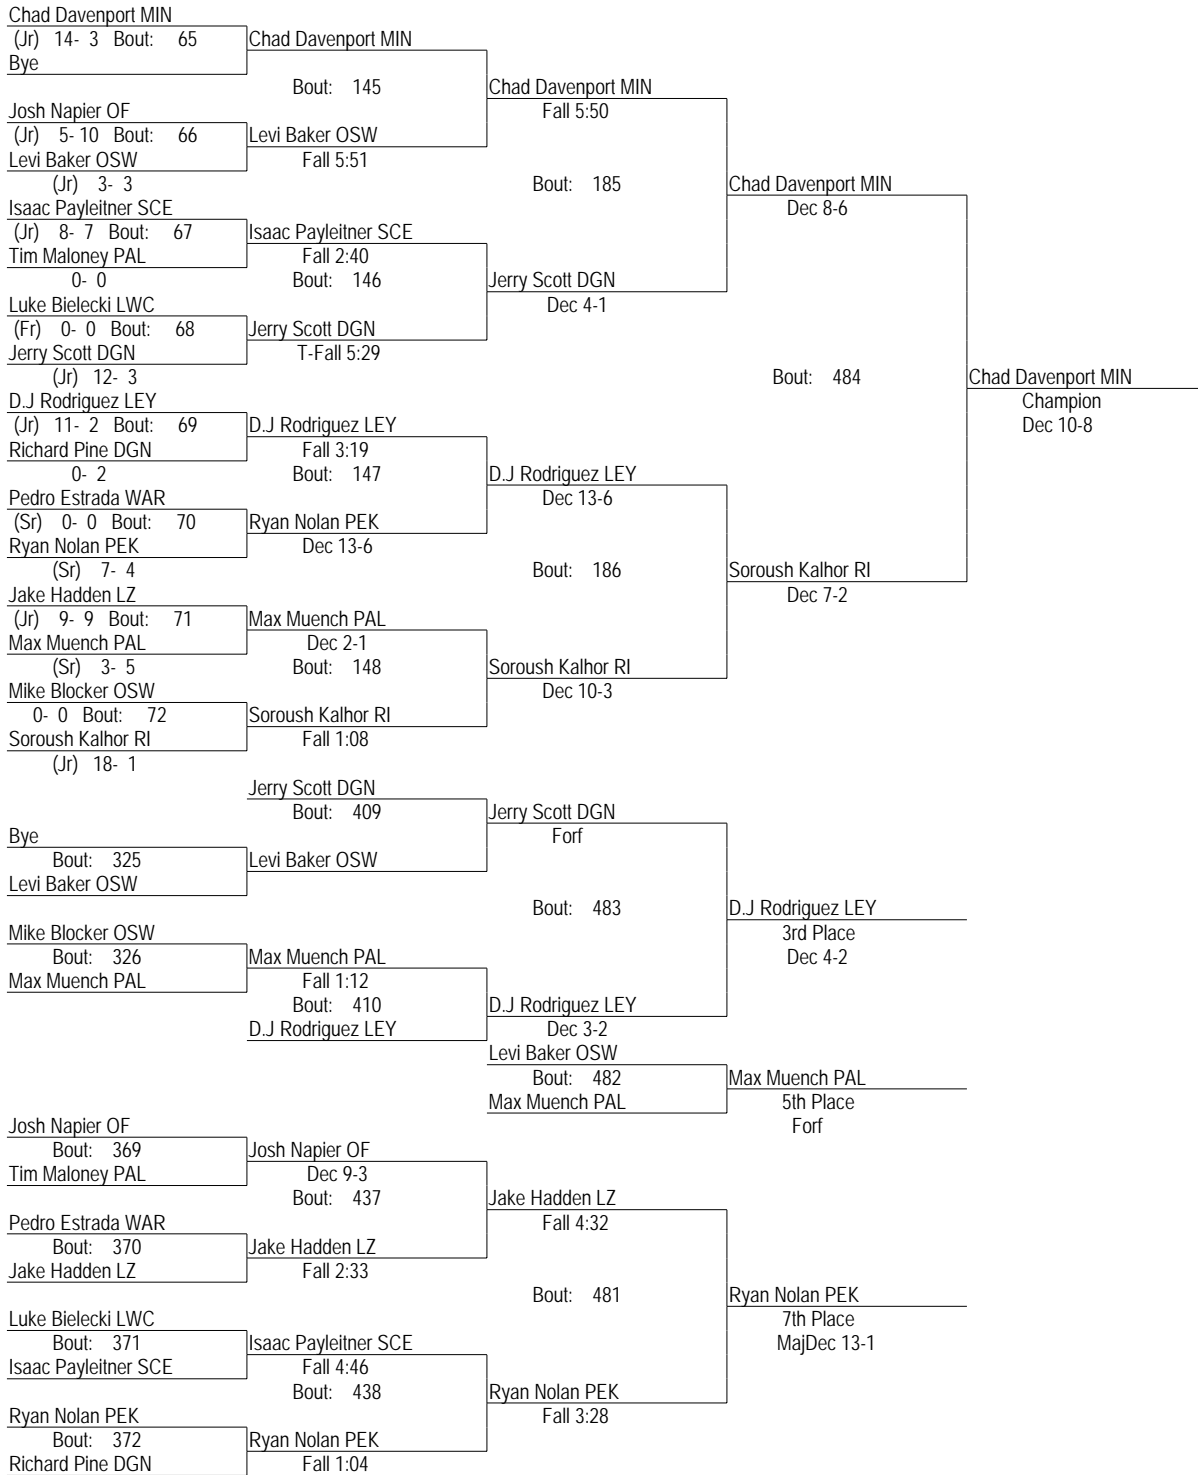 Chad Davenport MIN
(Jr) 14- 3 Bout: 65
Chad Davenport MIN
Bye
Bout: 145
Chad Davenport MIN
Josh Napier OF
Fall 5:50
(Jr) 5- 10 Bout: 66
Levi Baker OSW
Levi Baker OSW
Fall 5:51
(Jr) 3- 3
Bout: 185
Chad Davenport MIN
Isaac Payleitner SCE
Dec 8-6
(Jr) 8- 7 Bout: 67
Isaac Payleitner SCE
Tim Maloney PAL
Fall 2:40
0- 0
Bout: 146
Jerry Scott DGN
Luke Bielecki LWC
Dec 4-1
(Fr) 0- 0 Bout: 68
Jerry Scott DGN
Jerry Scott DGN
T-Fall 5:29
(Jr) 12- 3
Bout: 484
Chad Davenport MIN
D.J Rodriguez LEY
Champion
(Jr) 11- 2 Bout: 69
D.J Rodriguez LEY
Dec 10-8
Richard Pine DGN
Fall 3:19
0- 2
Bout: 147
D.J Rodriguez LEY
Pedro Estrada WAR
Dec 13-6
(Sr) 0- 0 Bout: 70
Ryan Nolan PEK
Ryan Nolan PEK
Dec 13-6
(Sr) 7- 4
Bout: 186
Soroush Kalhor RI
Jake Hadden LZ
Dec 7-2
(Jr) 9- 9 Bout: 71
Max Muench PAL
Max Muench PAL
Dec 2-1
(Sr) 3- 5
Bout: 148
Soroush Kalhor RI
Mike Blocker OSW
Dec 10-3
0- 0 Bout: 72
Soroush Kalhor RI
Soroush Kalhor RI
Fall 1:08
(Jr) 18- 1
Jerry Scott DGN
Bout: 409
Jerry Scott DGN
Bye
Forf
Bout: 325
Levi Baker OSW
Levi Baker OSW
Bout: 483
D.J Rodriguez LEY
Mike Blocker OSW
3rd Place
Bout: 326
Max Muench PAL
Dec 4-2
Max Muench PAL
Fall 1:12
Bout: 410
D.J Rodriguez LEY
D.J Rodriguez LEY
Dec 3-2
Levi Baker OSW
Bout: 482
Max Muench PAL
Max Muench PAL
5th Place
Forf
Josh Napier OF
Bout: 369
Josh Napier OF
Tim Maloney PAL
Dec 9-3
Bout: 437
Jake Hadden LZ
Pedro Estrada WAR
Fall 4:32
Bout: 370
Jake Hadden LZ
Jake Hadden LZ
Fall 2:33
Bout: 481
Ryan Nolan PEK
Luke Bielecki LWC
7th Place
Bout: 371
Isaac Payleitner SCE
MajDec 13-1
Isaac Payleitner SCE
Fall 4:46
Bout: 438
Ryan Nolan PEK
Ryan Nolan PEK
Fall 3:28
Bout: 372
Ryan Nolan PEK
Richard Pine DGN
Fall 1:04